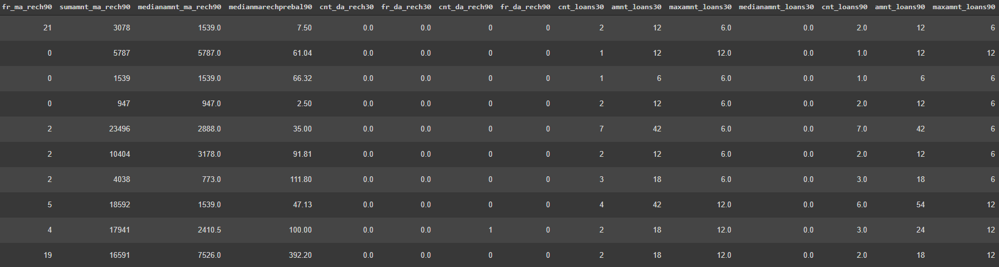 fr_ma_rech90 sumamnt_ma_rech90 medianamnt_ma_rech90 medianmarechprebal90 cnt_da_rech30 fr_da_rech30 cnt_da_rech90 fr_da_rech90 cnt_loans30 amnt_loans30 maxamnt_loans30 medianamnt_loans30 cnt_loans90 amnt_loans90 maxamnt_loans90
21 3078 1539.0 7.50 0.0 0.0 0 0 2 12 6.0 0.0 2.0 12 6
0 5787 5787.0 61.04 0.0 0.0 0 0 1 12 12.0 0.0 1.0 12 12
0 1539 1539.0 66.32 0.0 0.0 0 0 1 6 6.0 0.0 1.0 6 6
0 947 947.0 2.50 0.0 0.0 0 0 2 12 6.0 0.0 2.0 12 6
2 23496 2888.0 35.00 0.0 0.0 0 0 7 42 6.0 0.0 7.0 42 6
2 10404 3178.0 91.81 0.0 0.0 0 0 2 12 6.0 0.0 2.0 12 6
2 4038 773.0 111.80 0.0 0.0 0 0 3 18 6.0 0.0 3.0 18 6
5 18592 1539.0 47.13 0.0 0.0 0 0 4 42 12.0 0.0 6.0 54 12
4 17941 2410.5 100.00 0.0 0.0 1 0 2 18 12.0 0.0 3.0 24 12
19 16591 7526.0 392.20 0.0 0.0 0 0 2 18 12.0 0.0 2.0 18 12